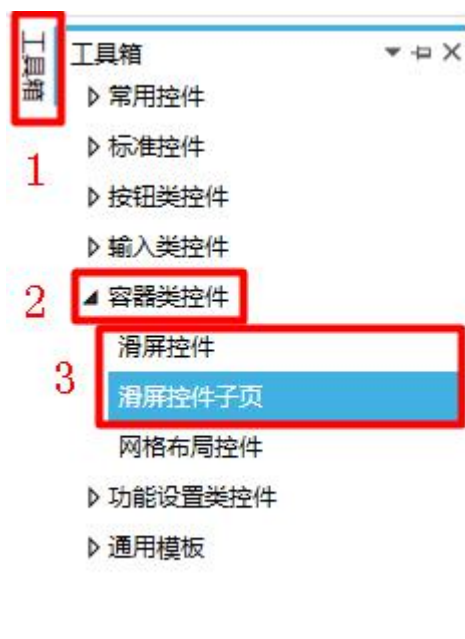 工具箱
工具箱
常用控件
标准控件
1
按钮类控件
输入类控件
2
容器类控件
滑屏控件
3
滑屏控件子页
网格布局控件
功能设置类控件
通用模板